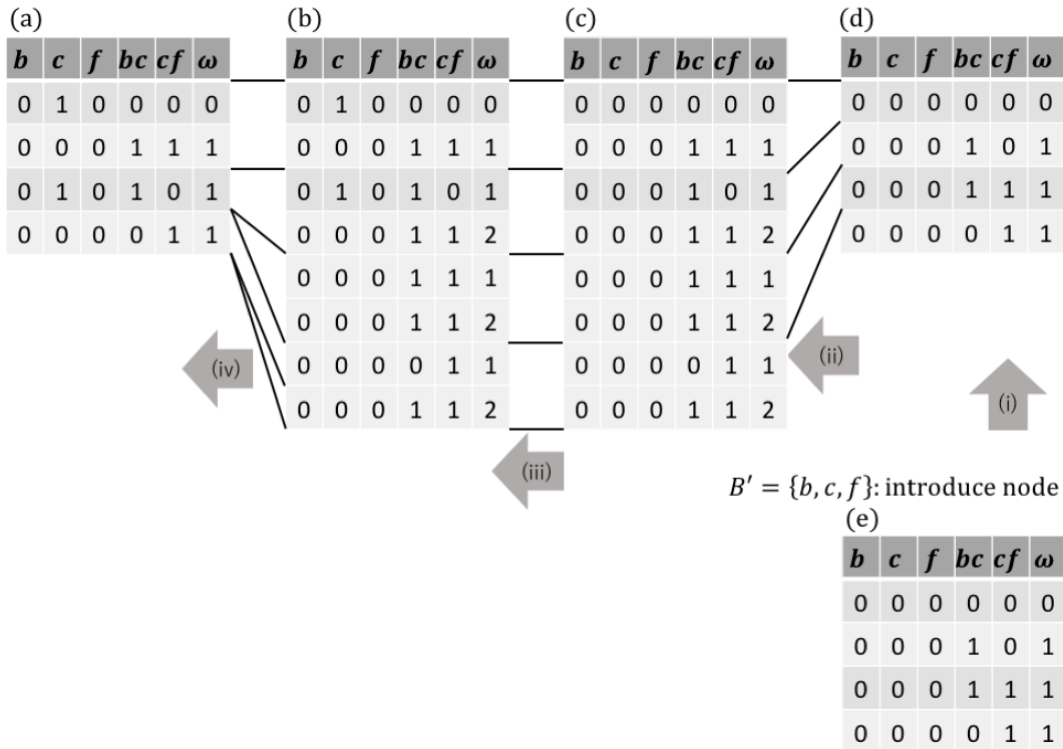 (a)
b c f bc cf ω
0 1 0 0 0 0
0 0 0 1 1 1
0 1 0 1 0 1
0 0 0 0 1 1
(b)
b c f bc cf ω
0 1 0 0 0 0
0 0 0 1 1 1
0 1 0 1 0 1
0 0 0 1 1 2
0 0 0 1 1 1
0 0 0 1 1 2
0 0 0 0 1 1
0 0 0 1 1 2
(c)
b c f bc cf ω
0 0 0 0 0 0
0 0 0 1 1 1
0 0 0 1 0 1
0 0 0 1 1 2
0 0 0 1 1 1
0 0 0 1 1 2
0 0 0 0 1 1
0 0 0 1 1 2
(d)
b c f bc cf ω
0 0 0 0 0 0
0 0 0 1 0 1
0 0 0 1 1 1
0 0 0 0 1 1
(iv)
(iii)
(ii)
(i)
B′ = {b, c, f}: introduce node
(e)
b c f bc cf ω
0 0 0 0 0 0
0 0 0 1 0 1
0 0 0 1 1 1
0 0 0 0 1 1